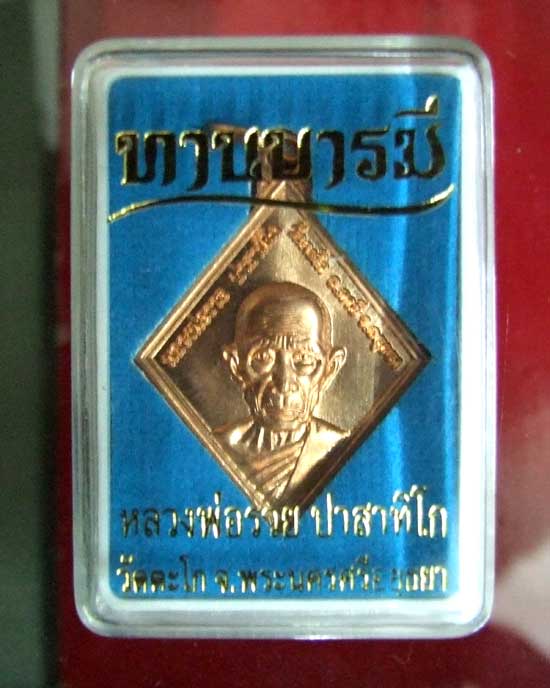 ทานบารมี
หลวงพ่อรวย ปาสาทิโก
วัดตะโก จ.พระนครศรีอยุธยา